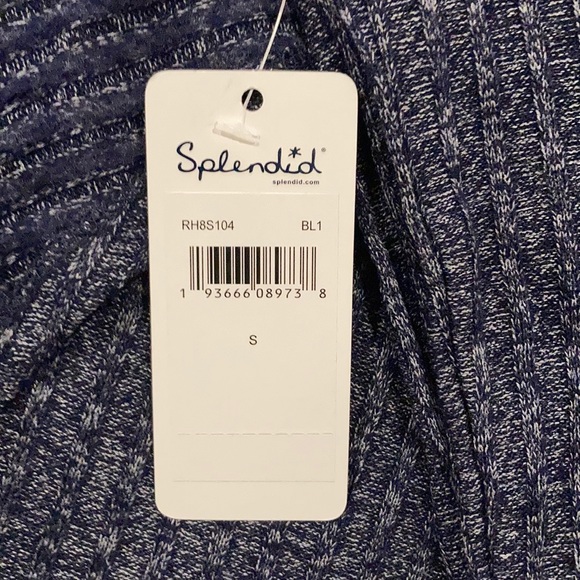 Splendid®
splendid.com
RH8S104 BL1
1 93666 08973 8
S